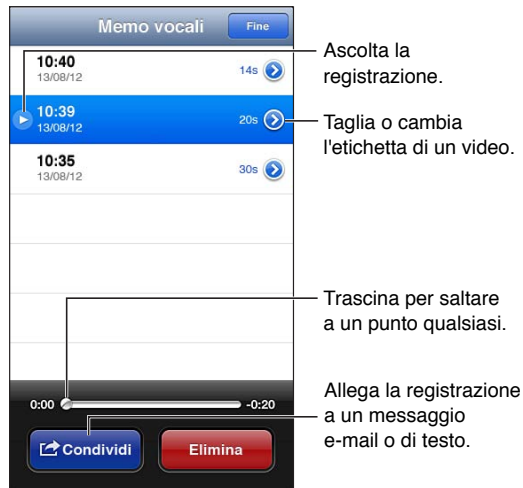 Memo vocali
Fine
10:40
13/08/12
14s
Ascolta la
registrazione.
10:39
13/08/12
20s
Taglia o cambia
l'etichetta di un video.
10:35
13/08/12
30s
Trascina per saltare
a un punto qualsiasi.
0:00
-0:20
Allega la registrazione
a un messaggio
e-mail o di testo.
Condividi
Elimina